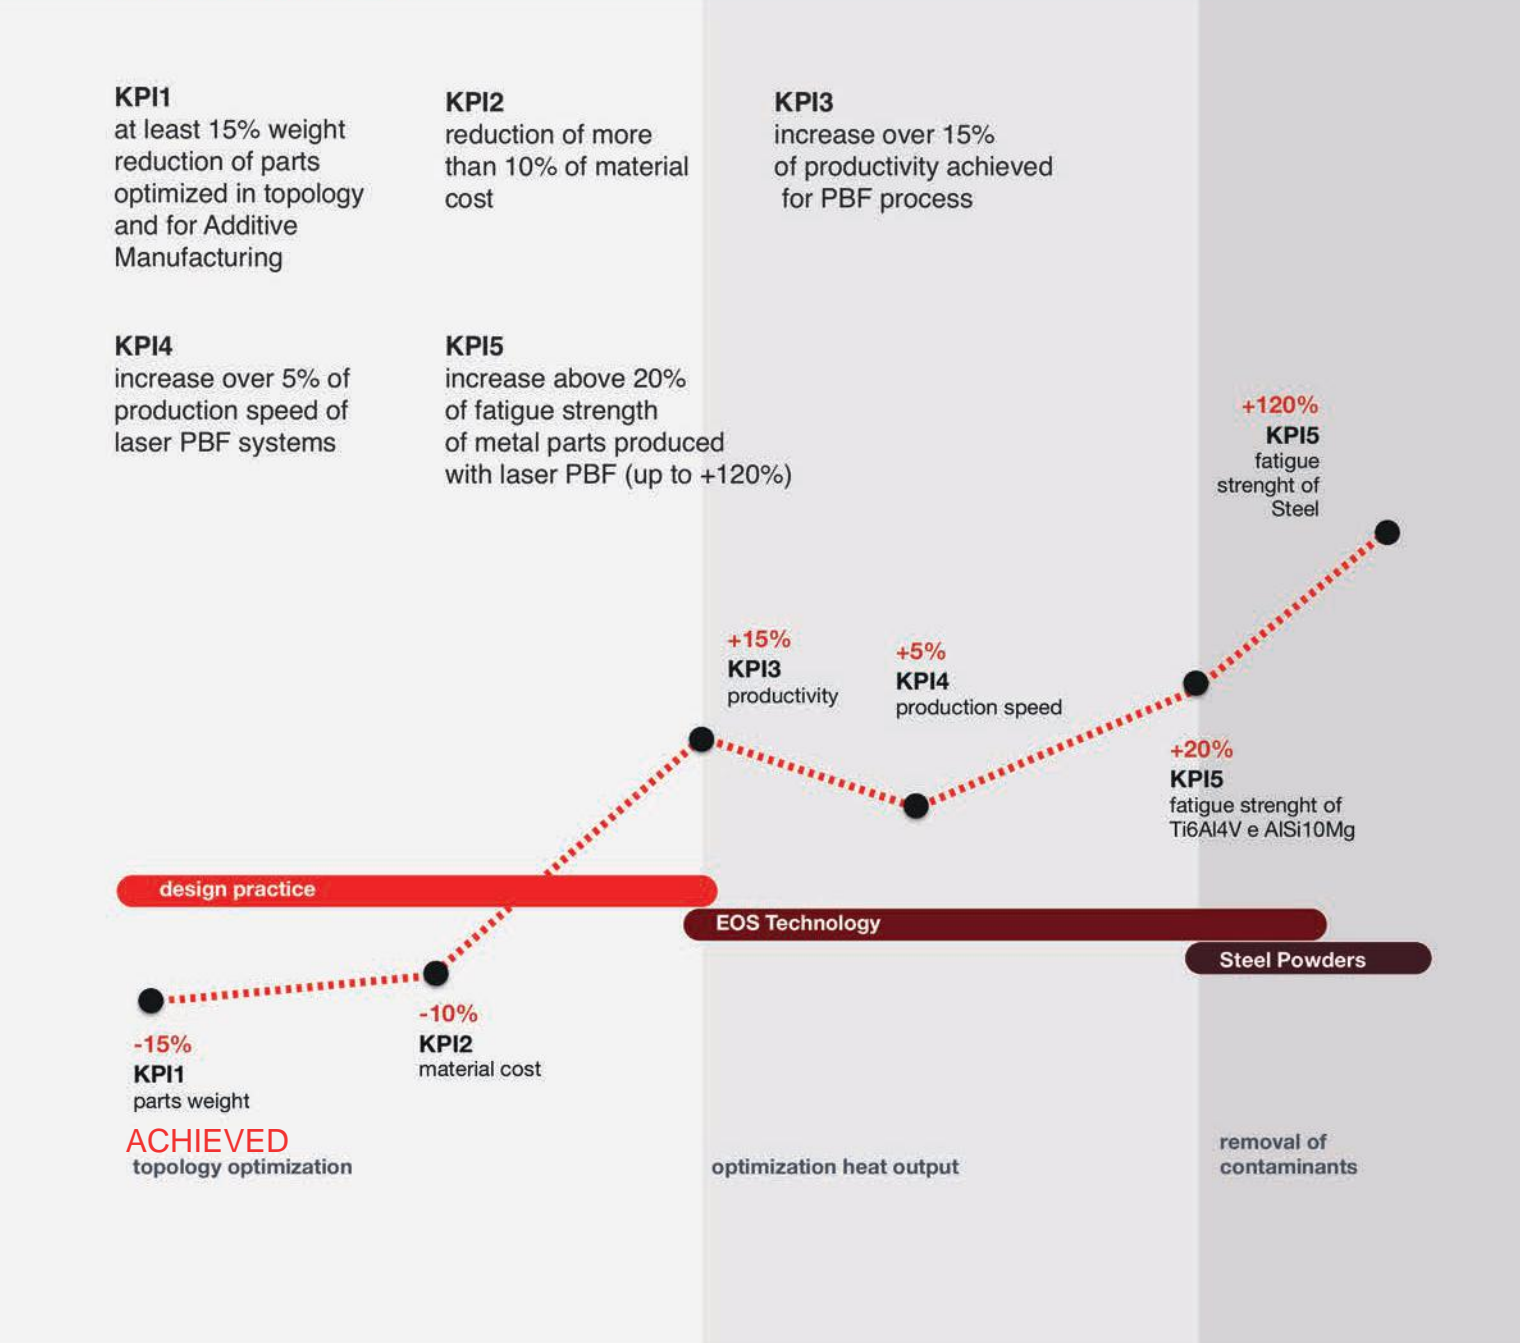 KPI1
at least 15% weight
reduction of parts
optimized in topology
and for Additive
Manufacturing
KPI2
reduction of more
than 10% of material
cost
KPI3
increase over 15%
of productivity achieved
for PBF process
KPI4
increase over 5% of
production speed of
laser PBF systems
KPI5
increase above 20%
of fatigue strength
of metal parts produced
with laser PBF (up to +120%)
+120%
KPI5
fatigue
strenght of
Steel
+15%
KPI3
productivity
+5%
KPI4
production speed
+20%
KPI5
fatigue strenght of
Ti6Al4V e AlSi10Mg
design practice
EOS Technology
Steel Powders
-15%
KPI1
parts weight
-10%
KPI2
material cost
ACHIEVED
topology optimization
optimization heat output
removal of
contaminants